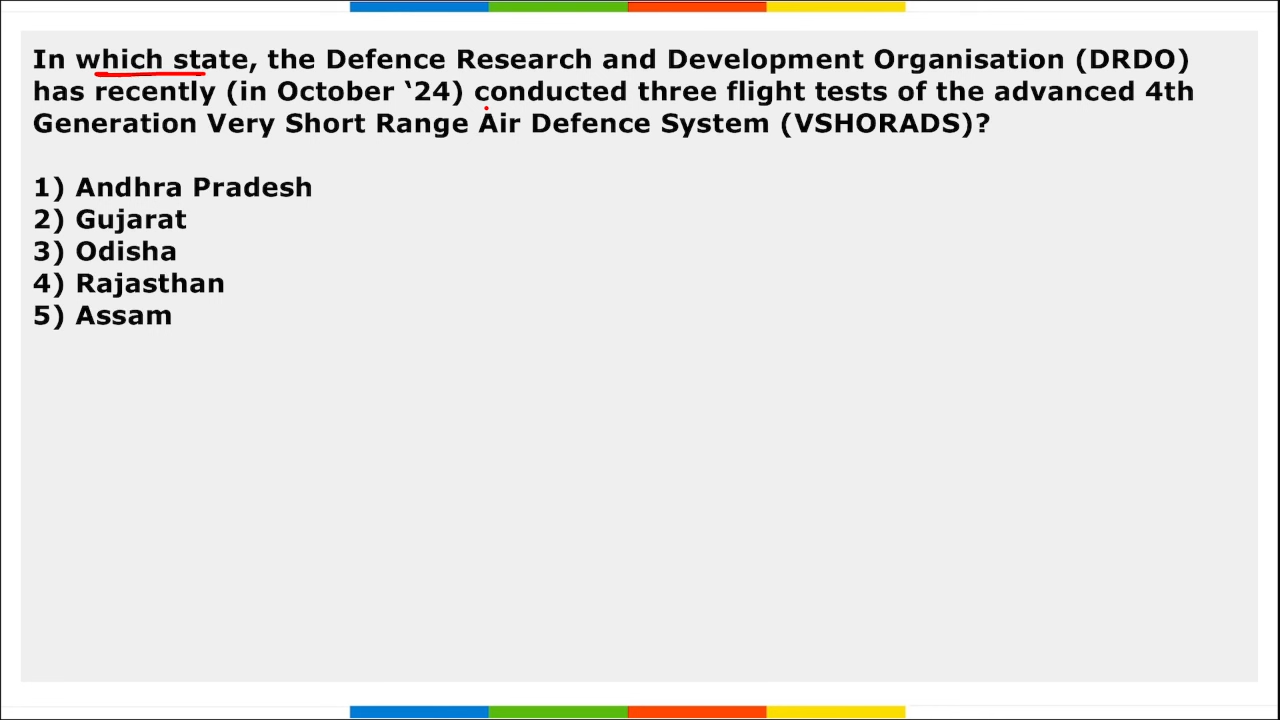 In which state, the Defence Research and Development Organisation (DRDO)
has recently (in October ‘24) conducted three flight tests of the advanced 4th
Generation Very Short Range Air Defence System (VSHORADS)?
1) Andhra Pradesh
2) Gujarat
3) Odisha
4) Rajasthan
5) Assam